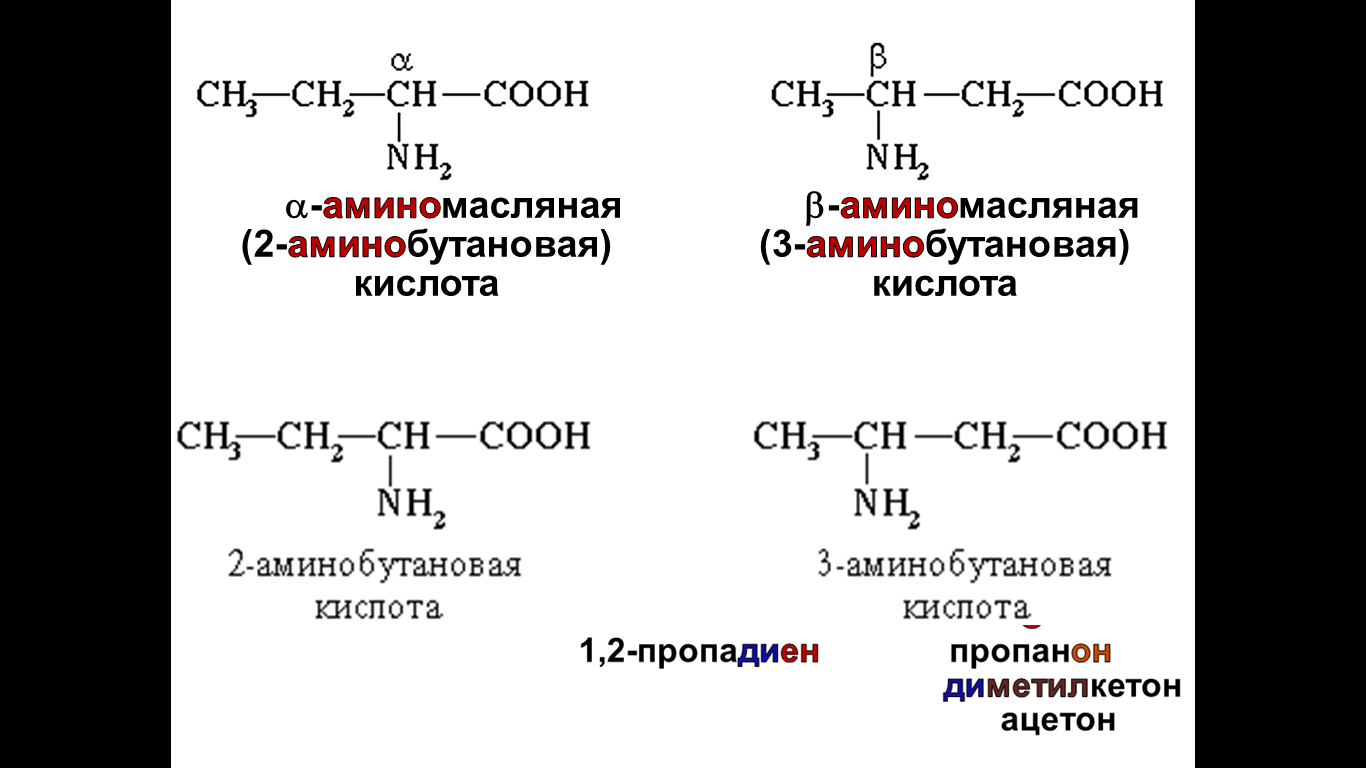 α β
CH3—CH2—CH—COOH CH3—CH—CH2—COOH
NH2 NH2
α-аминомасляная β-аминомасляная
(2-аминобутановая) (3-аминобутановая)
кислота кислота
CH3—CH2—CH—COOH CH3—CH—CH2—COOH
NH2 NH2
2-аминобутановая 3-аминобутановая
кислота кислота
1,2-пропадиен пропанон
диметилкетон
ацетон